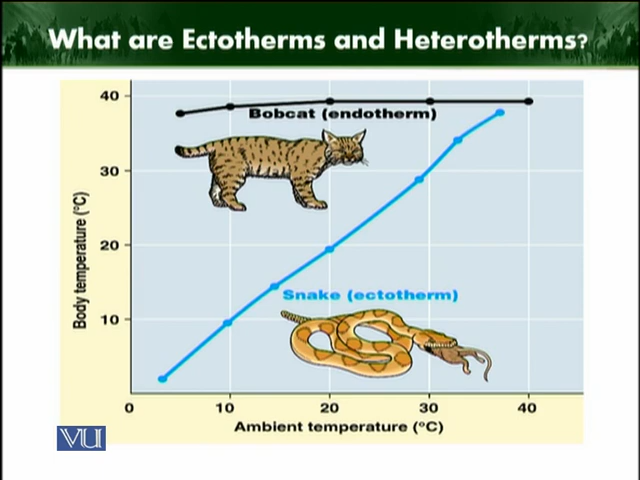 What are Ectotherms and Heterotherms?
40
Bobcat (endotherm)
30
Body temperature (°C)
20
Snake (ectotherm)
10
0 10 20 30 40
Ambient temperature (°C)
VU